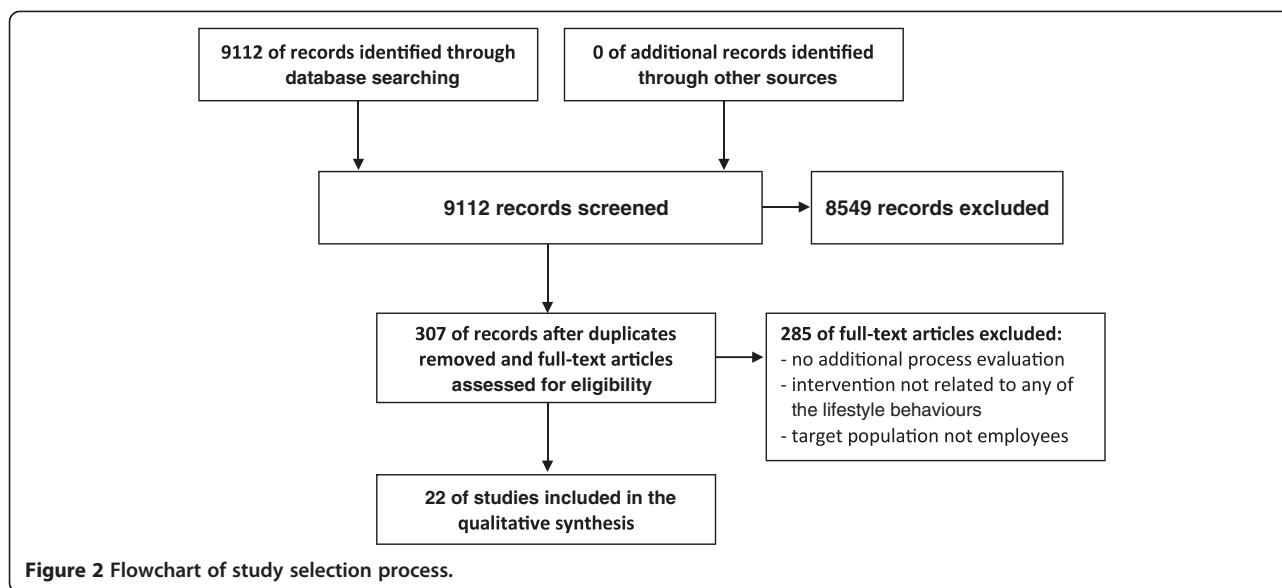 9112 of records identified through
database searching
0 of additional records identified
through other sources
9112 records screened
8549 records excluded
307 of records after duplicates
removed and full-text articles
assessed for eligibility
285 of full-text articles excluded:
- no additional process evaluation
- intervention not related to any of
the lifestyle behaviours
- target population not employees
22 of studies included in the
qualitative synthesis
Figure 2 Flowchart of study selection process.